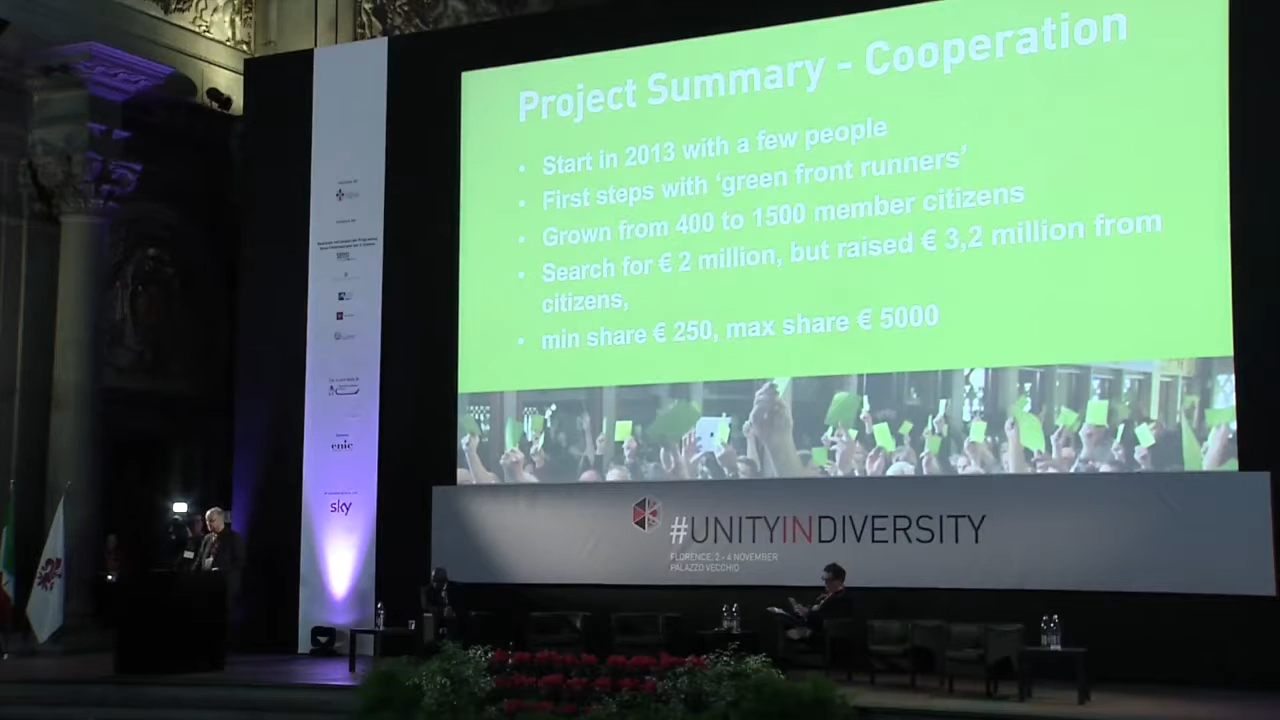 Project Summary - Cooperation
• Start in 2013 with a few people
• First steps with ‘green front runners’
• Grown from 400 to 1500 member citizens
• Search for € 2 million, but raised € 3,2 million from
citizens,
• min share € 250, max share € 5000
enic
sky
#UNITYINDIVERSITY
FLORENCE, 2 - 4 NOVEMBER
PALAZZO VECCHIO